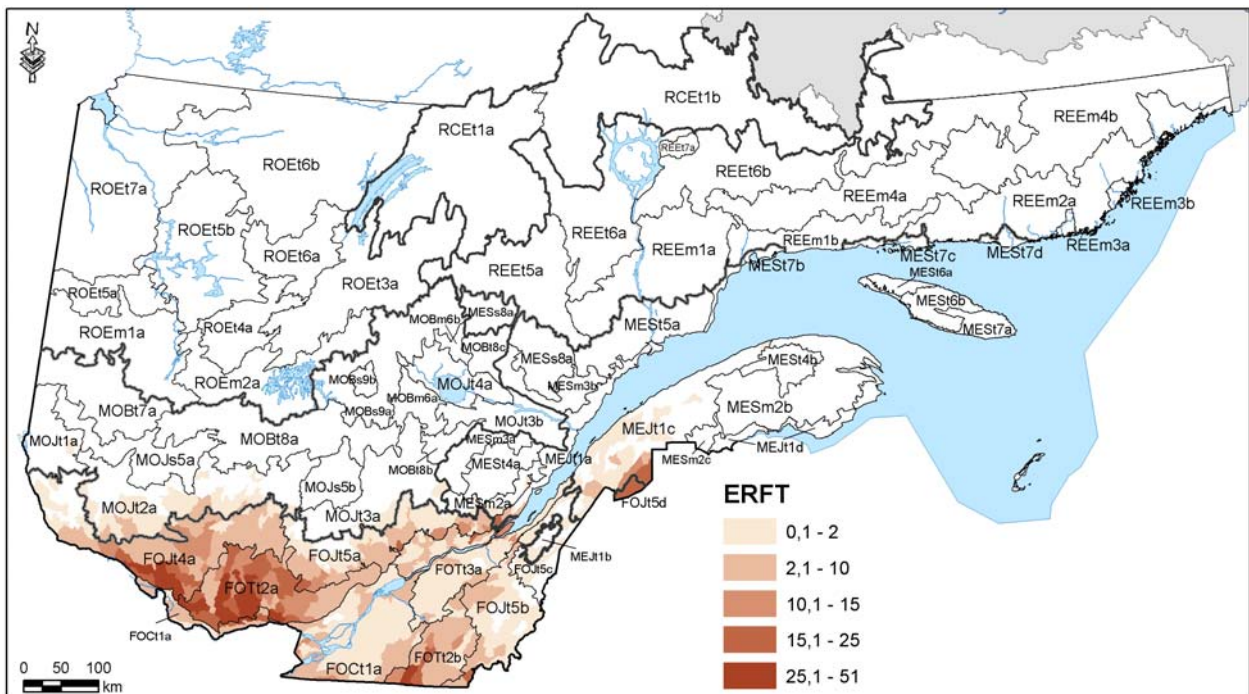 N
RCEt1b
RCEt1a
REEm4b
ROEt6b
REEt7a
REEt6b
ROEt7a
REEm4a
REEm2a
ROEt5b
REEm3b
ROEt6a
REEt6a
REEm1a
REEm1b
REEm3a
MESt7c
MESt7d
MESt7b
REEt5a
MESt6a
ROEt3a
ROEt5a
MESt6b
MOBm6b
MESs8a
MESt5a
MESt7a
ROEm1a
ROEt4a
MOBt8c
MESs8a
MESt4b
ROEm2a
MOBs9b
MOJt4a
MESm3b
MOBm6a
MESm2b
MOBt7a
MOBs9a
MOJt3b
MEJt1c
MOJt1a
MOBt8a
MESm3a
MEJt1d
MEJt1a
MESm2c
MOJs5a
MOBt8b
MESt4a
MOJs5b
MOJt2a
MESm2a
FOJt5d
MOJt3a
FOJt4a
FOJt5a
MEJt1b
FOTt3a
FOJt5c
FOTt2a
FOJt5b
FOCt1a
FOCt1a
FOTt2b
ERFT
0,1 - 2
2,1 - 10
10,1 - 15
15,1 - 25
25,1 - 51
0 50 100
km